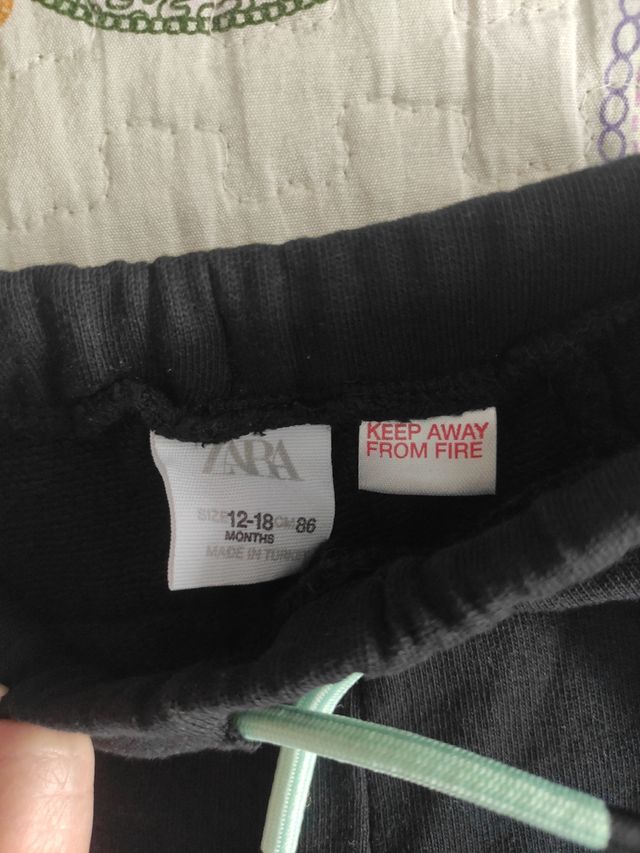 ZARA
SIZE 12-18 CM 86
MONTHS
MADE IN TURKEY
KEEP AWAY
FROM FIRE